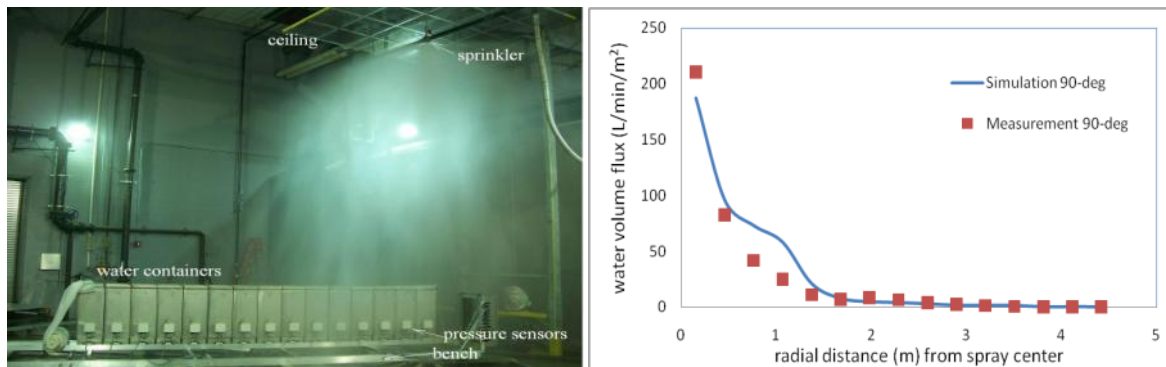 ceiling
sprinkler
water containers
pressure sensors
bench
250
200
150
100
50
0
water volume flux (L/min/m²)
Simulation 90-deg
Measurement 90-deg
0 1 2 3 4 5
radial distance (m) from spray center